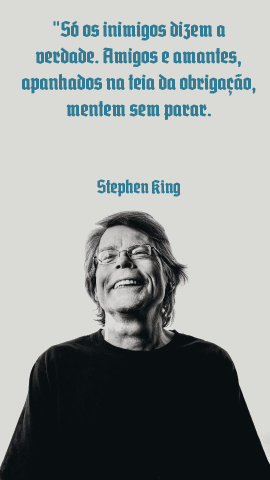 "Só os inimigos dizem a
verdade. Amigos e amantes,
apanhados na teia da obrigação,
mentem sem parar.
Stephen King